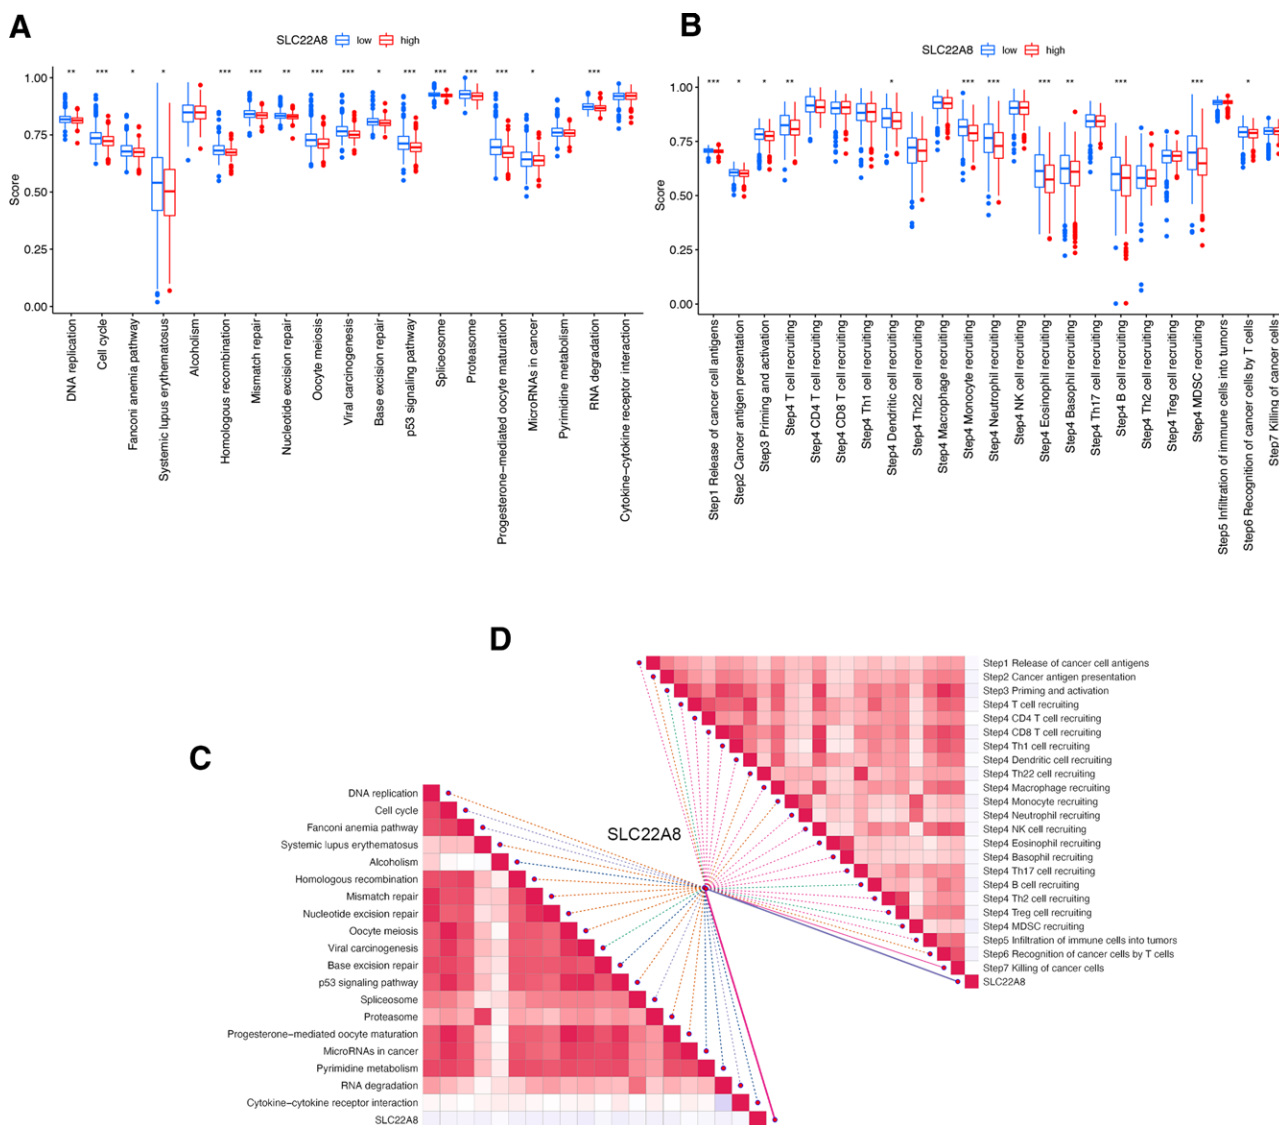 A
SLC22A8 low high
** *** * * *** *** ** *** *** * *** *** *** *** * ***
Score
1.00
0.75
0.50
0.25
0.00
DNA replication
Cell cycle
Fanconi anemia pathway
Systemic lupus erythematosus
Alcoholism
Homologous recombination
Mismatch repair
Nucleotide excision repair
Oocyte meiosis
Viral carcinogenesis
Base excision repair
p53 signaling pathway
Spliceosome
Proteasome
Progesterone−mediated oocyte maturation
MicroRNAs in cancer
Pyrimidine metabolism
RNA degradation
Cytokine−cytokine receptor interaction
B
SLC22A8 low high
*** * * ** * *** *** *** ** *** *** *
Score
1.00
0.75
0.50
0.25
0.00
Step1 Release of cancer cell antigens
Step2 Cancer antigen presentation
Step3 Priming and activation
Step4 T cell recruiting
Step4 CD4 T cell recruiting
Step4 CD8 T cell recruiting
Step4 Th1 cell recruiting
Step4 Dendritic cell recruiting
Step4 Th22 cell recruiting
Step4 Macrophage recruiting
Step4 Monocyte recruiting
Step4 Neutrophil recruiting
Step4 NK cell recruiting
Step4 Eosinophil recruiting
Step4 Basophil recruiting
Step4 Th17 cell recruiting
Step4 B cell recruiting
Step4 Th2 cell recruiting
Step4 Treg cell recruiting
Step4 MDSC recruiting
Step5 Infiltration of immune cells into tumors
Step6 Recognition of cancer cells by T cells
Step7 Killing of cancer cells
D
Step1 Release of cancer cell antigens
Step2 Cancer antigen presentation
Step3 Priming and activation
Step4 T cell recruiting
Step4 CD4 T cell recruiting
Step4 CD8 T cell recruiting
Step4 Th1 cell recruiting
Step4 Dendritic cell recruiting
Step4 Th22 cell recruiting
Step4 Macrophage recruiting
Step4 Monocyte recruiting
Step4 Neutrophil recruiting
Step4 NK cell recruiting
Step4 Eosinophil recruiting
Step4 Basophil recruiting
Step4 Th17 cell recruiting
Step4 B cell recruiting
Step4 Th2 cell recruiting
Step4 Treg cell recruiting
Step4 MDSC recruiting
Step5 Infiltration of immune cells into tumors
Step6 Recognition of cancer cells by T cells
Step7 Killing of cancer cells
SLC22A8
C
SLC22A8
DNA replication
Cell cycle
Fanconi anemia pathway
Systemic lupus erythematosus
Alcoholism
Homologous recombination
Mismatch repair
Nucleotide excision repair
Oocyte meiosis
Viral carcinogenesis
Base excision repair
p53 signaling pathway
Spliceosome
Proteasome
Progesterone−mediated oocyte maturation
MicroRNAs in cancer
Pyrimidine metabolism
RNA degradation
Cytokine−cytokine receptor interaction
SLC22A8